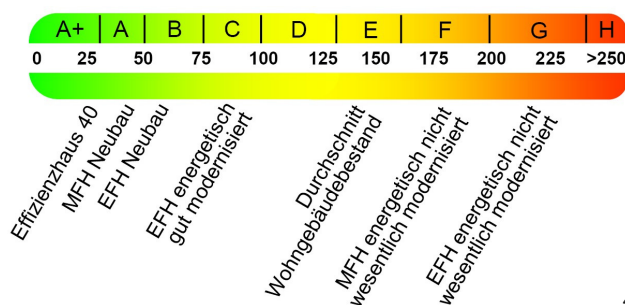 A+ A B C D E F G H
0 25 50 75 100 125 150 175 200 225 >250
Effizienzhaus 40
MFH Neubau
EFH Neubau
EFH energetisch
gut modernisiert
Durchschnitt
Wohngebäudebestand
MFH energetisch nicht
wesentlich modernisiert
EFH energetisch nicht
wesentlich modernisiert